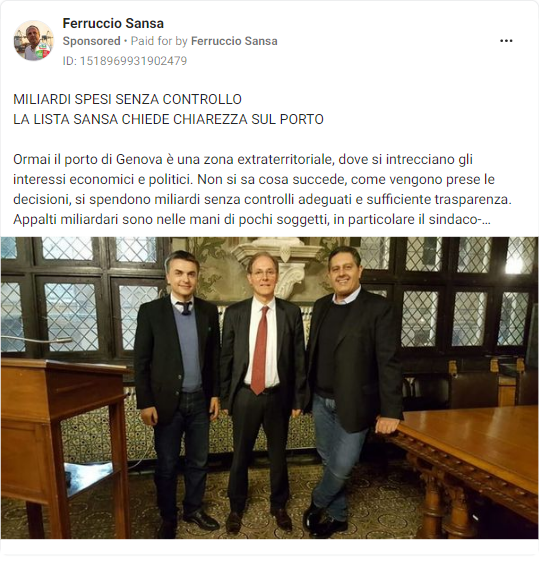 Ferruccio Sansa
Sponsored • Paid for by Ferruccio Sansa
ID: 1518969931902479
MILIARDI SPESI SENZA CONTROLLO
LA LISTA SANSA CHIEDE CHIAREZZA SUL PORTO
Ormai il porto di Genova è una zona extraterritoriale, dove si intrecciano gli
interessi economici e politici. Non si sa cosa succede, come vengono prese le
decisioni, si spendono miliardi senza controlli adeguati e sufficiente trasparenza.
Appalti miliardari sono nelle mani di pochi soggetti, in particolare il sindaco-...